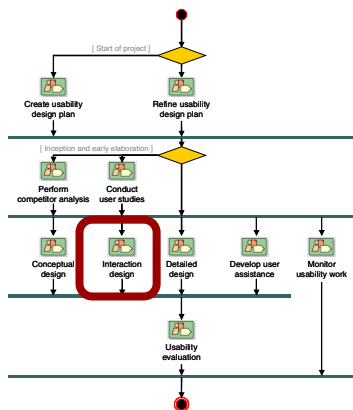 [ Start of project ]
Create usability
design plan
Refine usability
design plan
[ Inception and early elaboration ]
Perform
competitor analysis
Conduct
user studies
Conceptual
design
Interaction
design
Detailed
design
Develop user
assistance
Monitor
usability work
Usability
evaluation